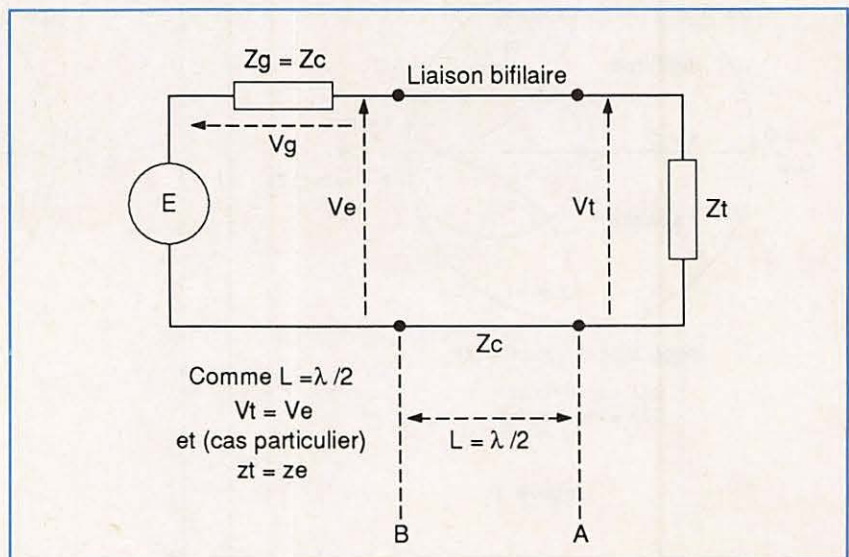 Zg = Zc
Liaison bifilaire
Vg
E
Ve
Vt
Zt
Zc
Comme L = λ /2
Vt = Ve
et (cas particulier)
zt = ze
L = λ /2
B
A